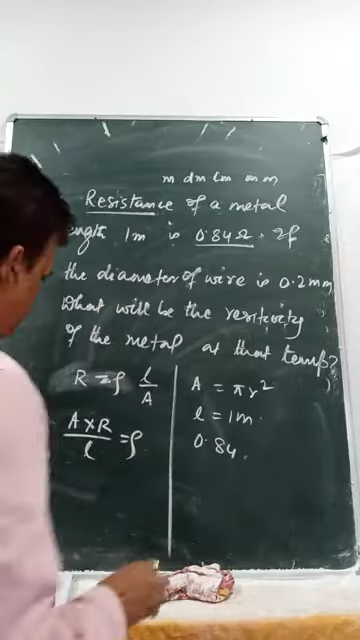 m dm cm mm
Resistance of a metal
ength 1m is 0.84Ω. If
the diameter of wire is 0.2mm
What will be the resitivity
of the metal at that temp?
R = ρ l/A
A×R/l = ρ
A = πr²
l = 1m.
0.84